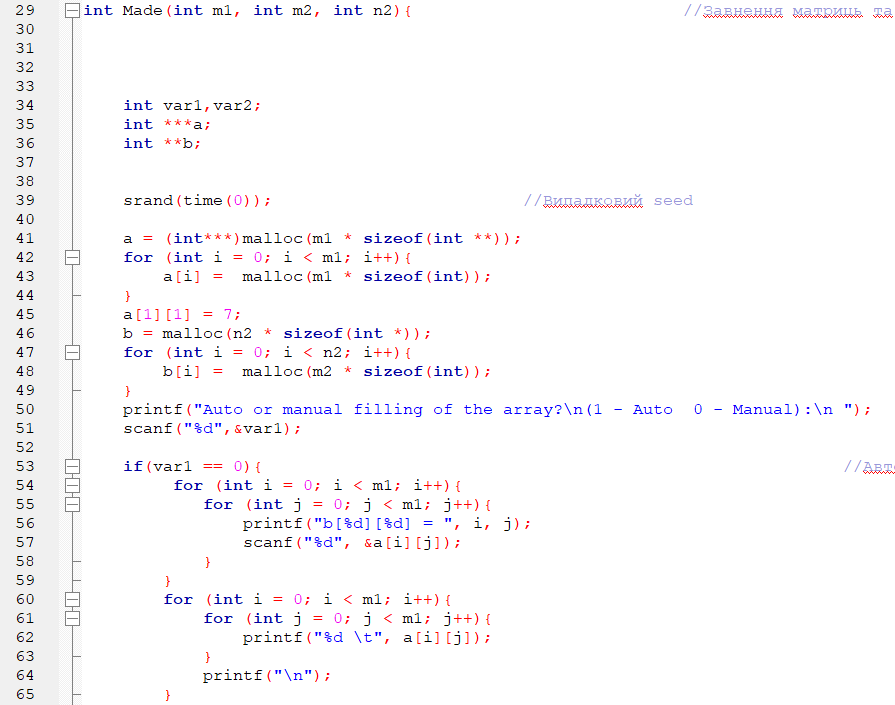 29 int Made(int m1, int m2, int n2){ //Завнення матриць та
30
31
32
33
34 int var1,var2;
35 int ***a;
36 int **b;
37
38
39 srand(time(0)); //Випадковий seed
40
41 a = (int***)malloc(m1 * sizeof(int **));
42 for (int i = 0; i < m1; i++){
43 a[i] =  malloc(m1 * sizeof(int));
44 }
45 a[1][1] = 7;
46 b = malloc(n2 * sizeof(int *));
47 for (int i = 0; i < n2; i++){
48 b[i] =  malloc(m2 * sizeof(int));
49 }
50 printf("Auto or manual filling of the array?\n(1 - Auto  0 - Manual):\n ");
51 scanf("%d",&var1);
52
53 if(var1 == 0){ //Авто
54 for (int i = 0; i < m1; i++){
55 for (int j = 0; j < m1; j++){
56 printf("b[%d][%d] = ", i, j);
57 scanf("%d", &a[i][j]);
58 }
59 }
60 for (int i = 0; i < m1; i++){
61 for (int j = 0; j < m1; j++){
62 printf("%d \t", a[i][j]);
63 }
64 printf("\n");
65 }